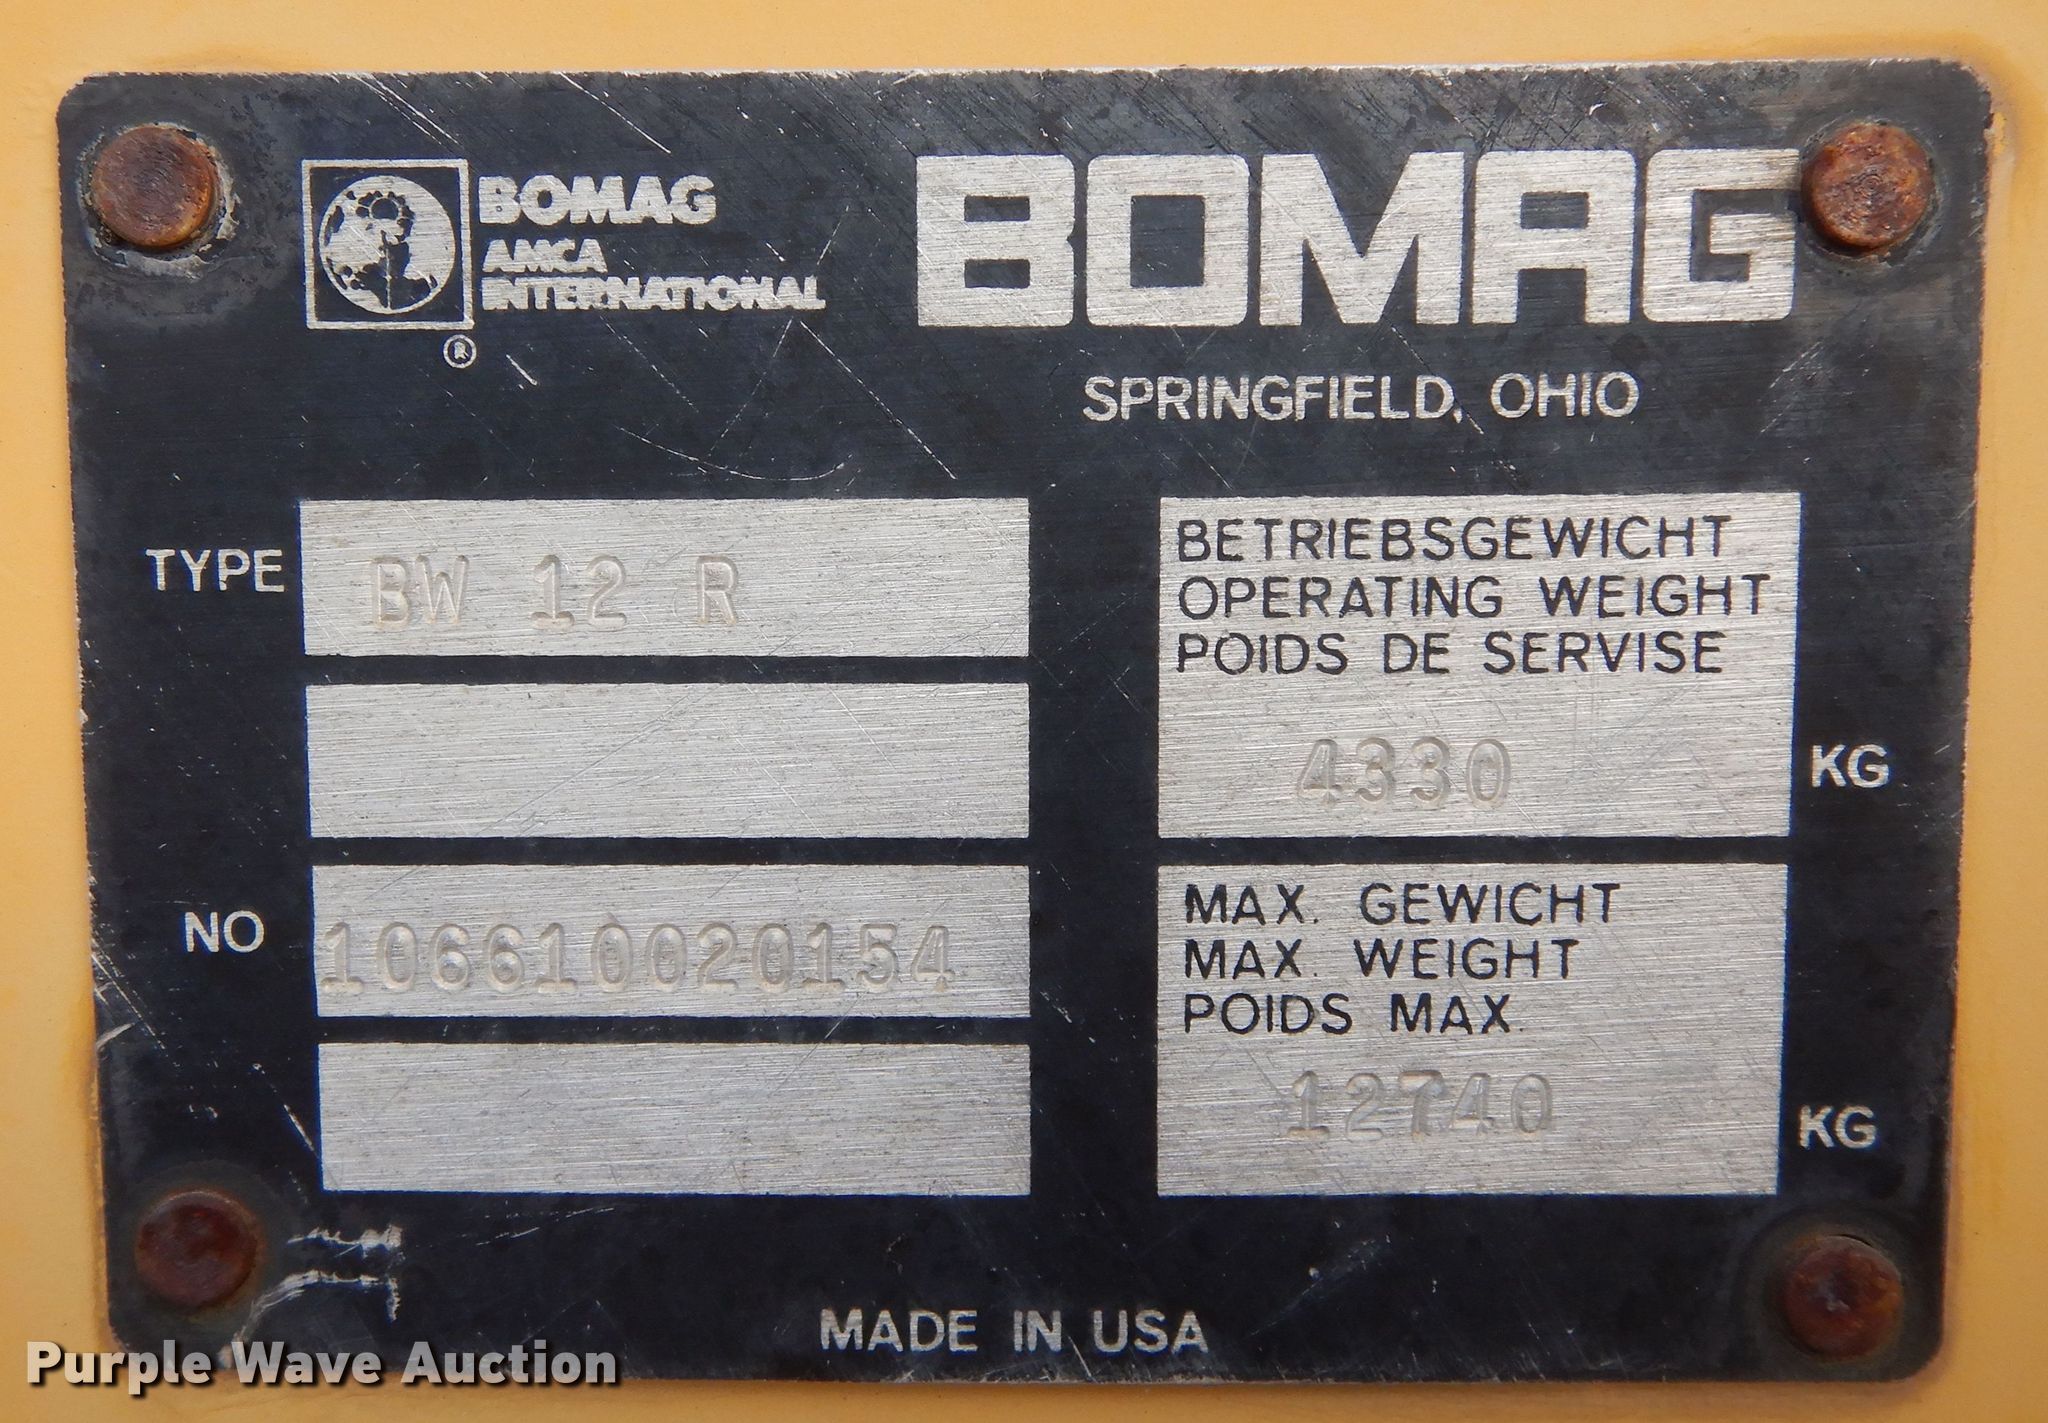 BOMAG
AMCA
INTERNATIONAL
®
BOMAG
SPRINGFIELD, OHIO
TYPE
BW 12 R
NO
106610020154
BETRIEBSGEWICHT
OPERATING WEIGHT
POIDS DE SERVISE
4330
KG
MAX. GEWICHT
MAX. WEIGHT
POIDS MAX.
12740
KG
MADE IN USA
Purple Wave Auction